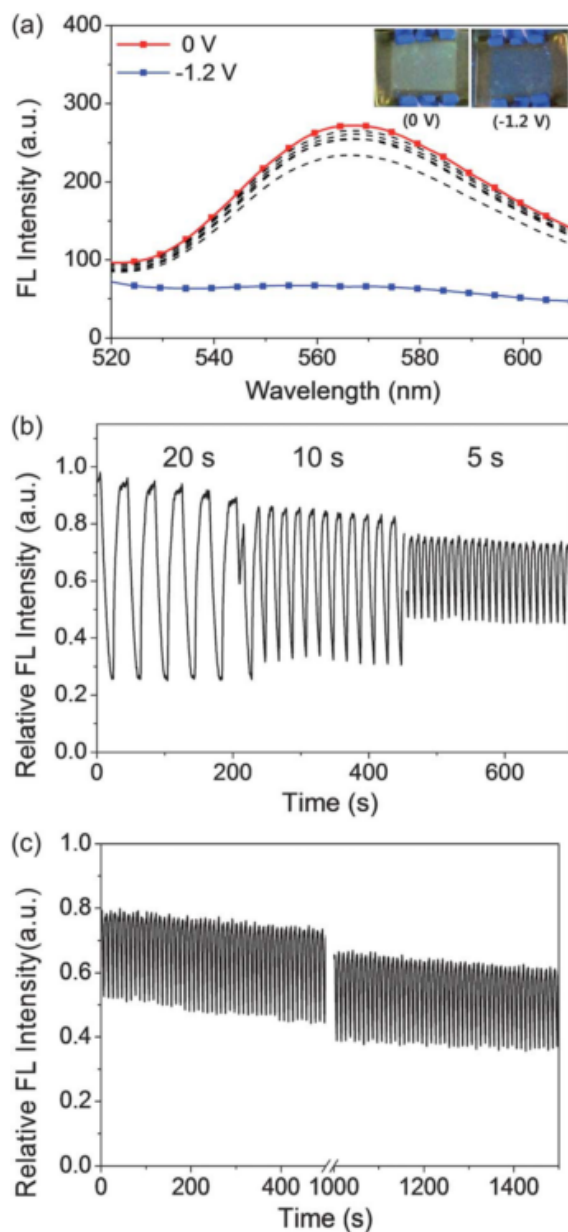 (a)
400
300
200
100
0
FL Intensity (a.u.)
0 V
-1.2 V
(0 V) (-1.2 V)
520 540 560 580 600
Wavelength (nm)
(b)
1.0
0.8
0.6
0.4
0.2
0.0
Relative FL Intensity (a.u.)
20 s 10 s 5 s
0 200 400 600
Time (s)
(c)
1.0
0.8
0.6
0.4
0.2
0.0
Relative FL Intensity(a.u.)
0 200 400 1000 1200 1400
Time (s)